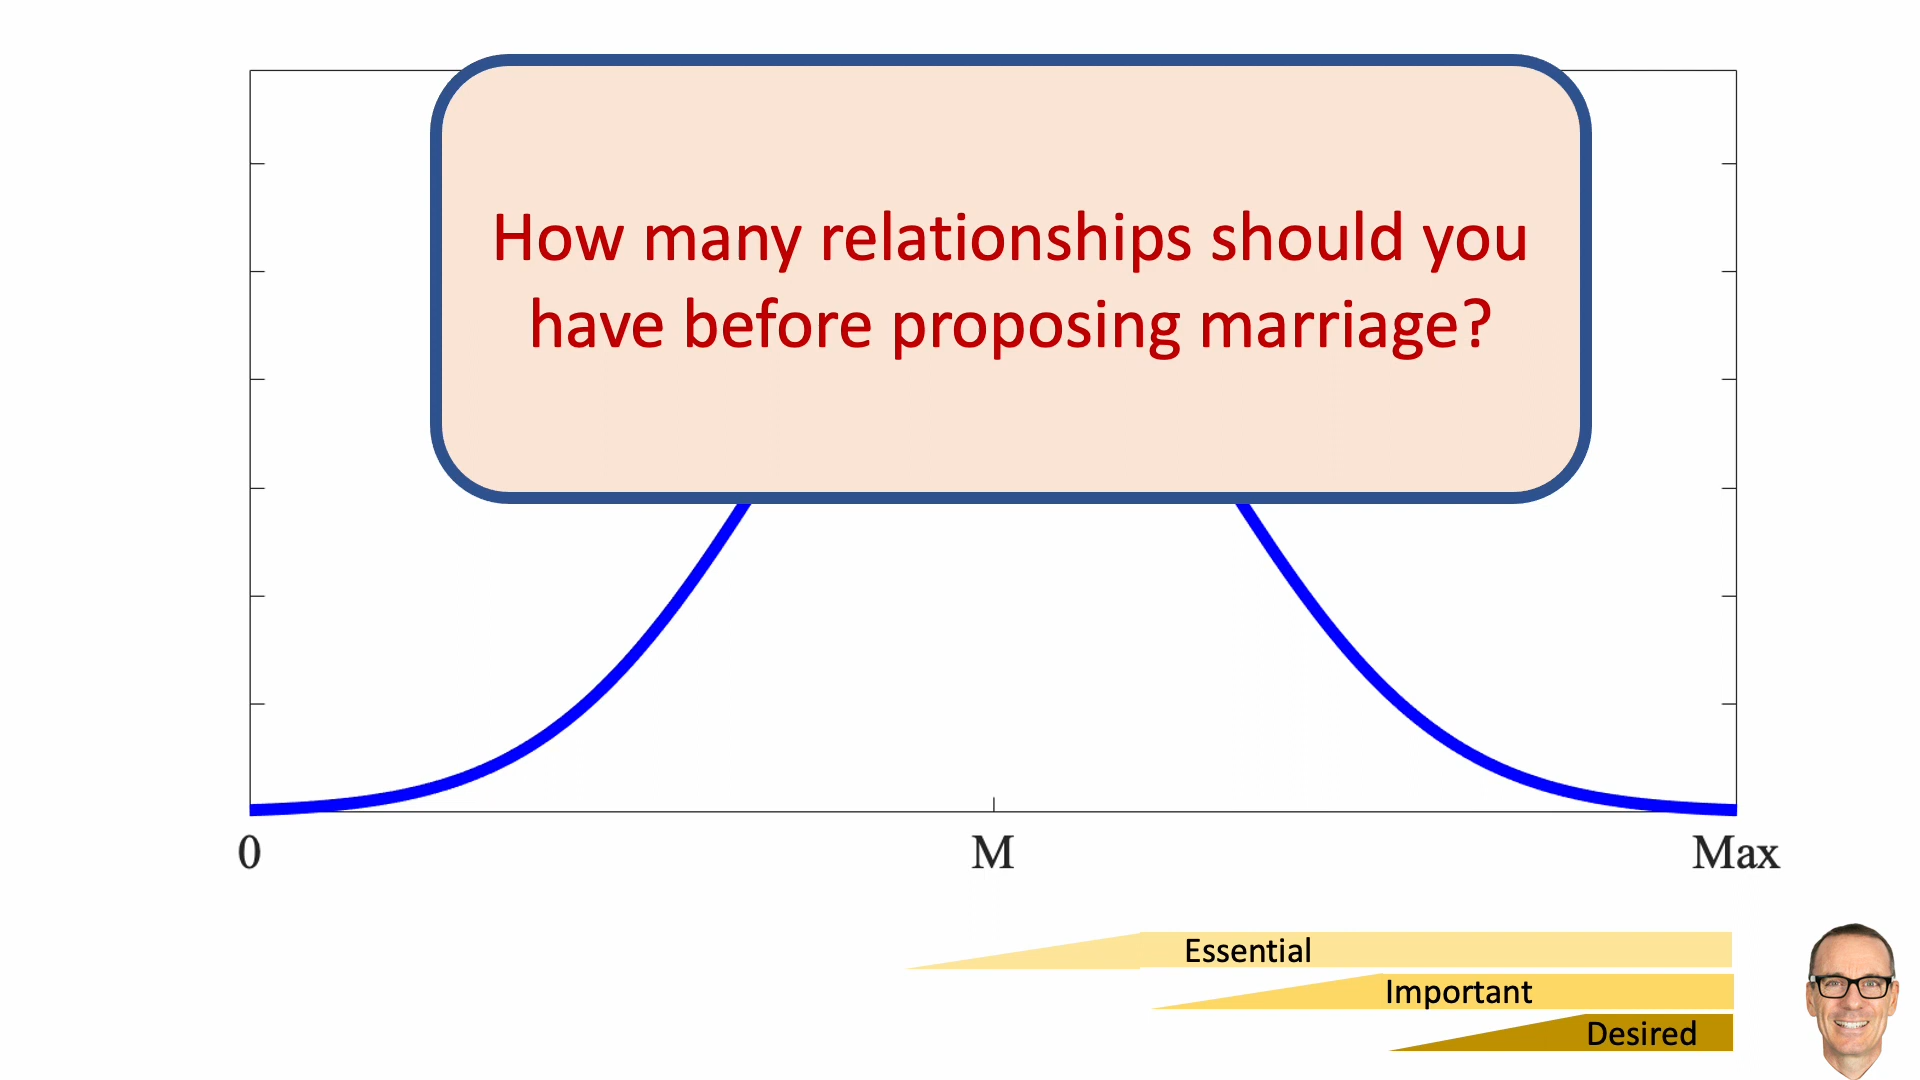 How many relationships should you
have before proposing marriage?
0
M
Max
Essential
Important
Desired